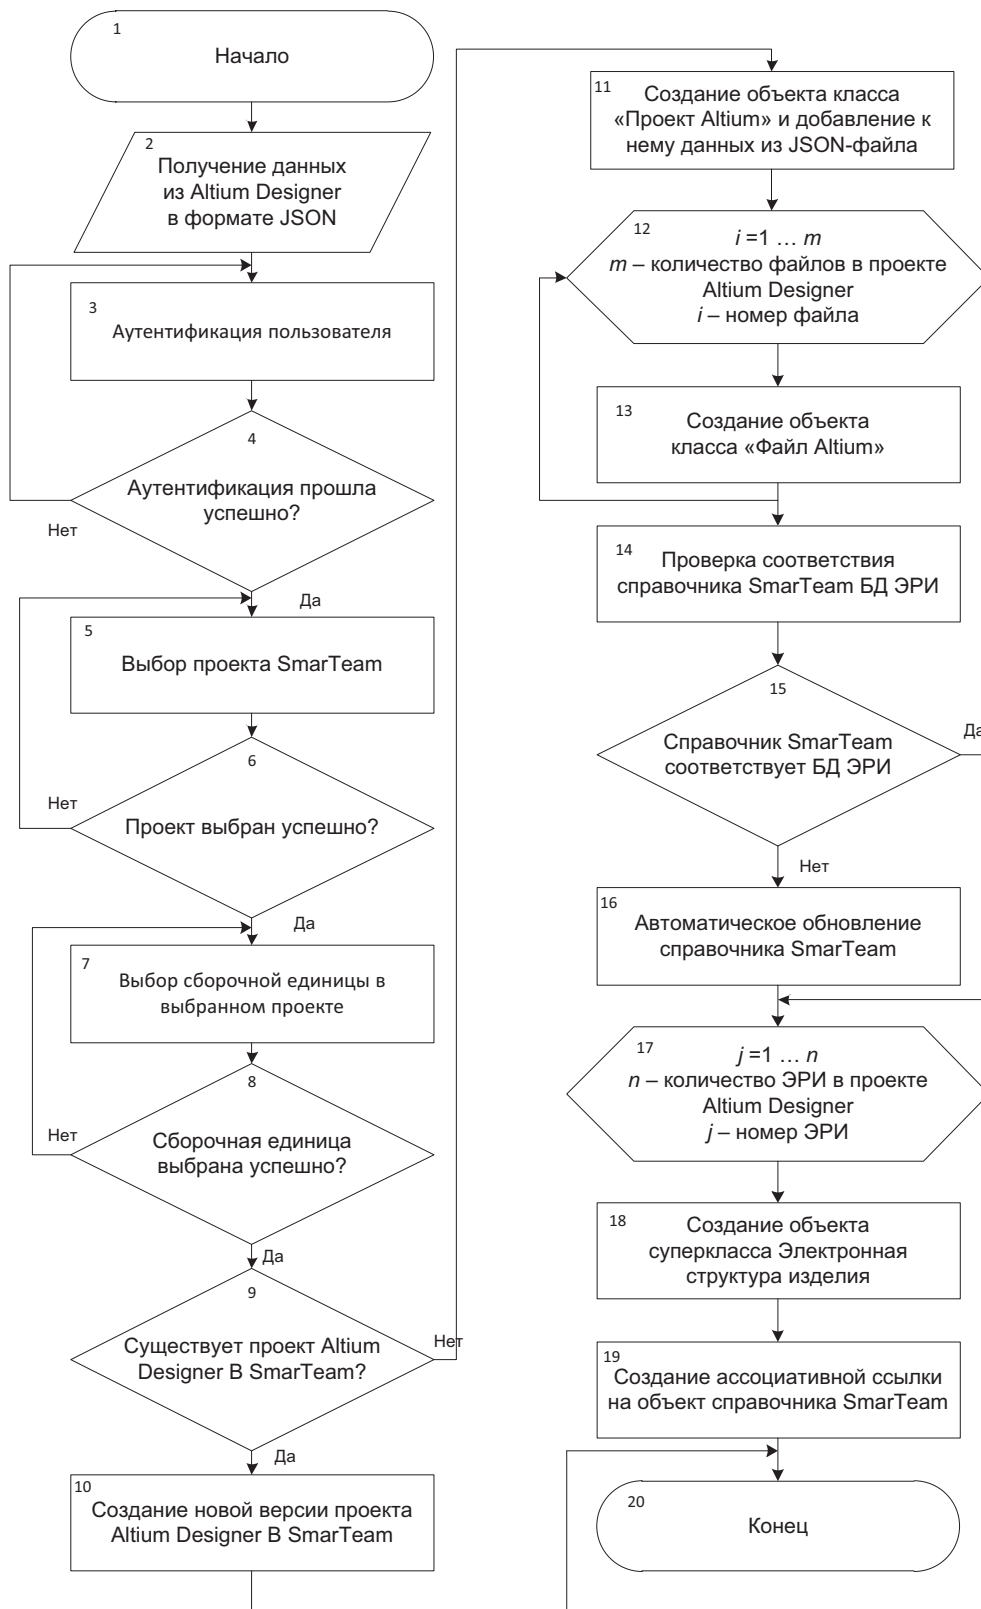 1
Начало
2
Получение данных
из Altium Designer
в формате JSON
3
Аутентификация пользователя
4
Аутентификация прошла
успешно?
Нет
Да
5
Выбор проекта SmarTeam
6
Нет
Проект выбран успешно?
Да
7
Выбор сборочной единицы в
выбранном проекте
8
Нет
Сборочная единица
выбрана успешно?
Да
9
Существует проект Altium
Designer В SmarTeam?
Нет
Да
10
Создание новой версии проекта
Altium Designer В SmarTeam
11
Создание объекта класса
«Проект Altium» и добавление к
нему данных из JSON-файла
12
i =1 … m
m – количество файлов в проекте
Altium Designer
i – номер файла
13
Создание объекта
класса «Файл Altium»
14
Проверка соответствия
справочника SmarTeam БД ЭРИ
15
Да
Справочник SmarTeam
соответствует БД ЭРИ
Нет
16
Автоматическое обновление
справочника SmarTeam
17
j =1 … n
n – количество ЭРИ в проекте
Altium Designer
j – номер ЭРИ
18
Создание объекта
суперкласса Электронная
структура изделия
19
Создание ассоциативной ссылки
на объект справочника SmarTeam
20
Конец